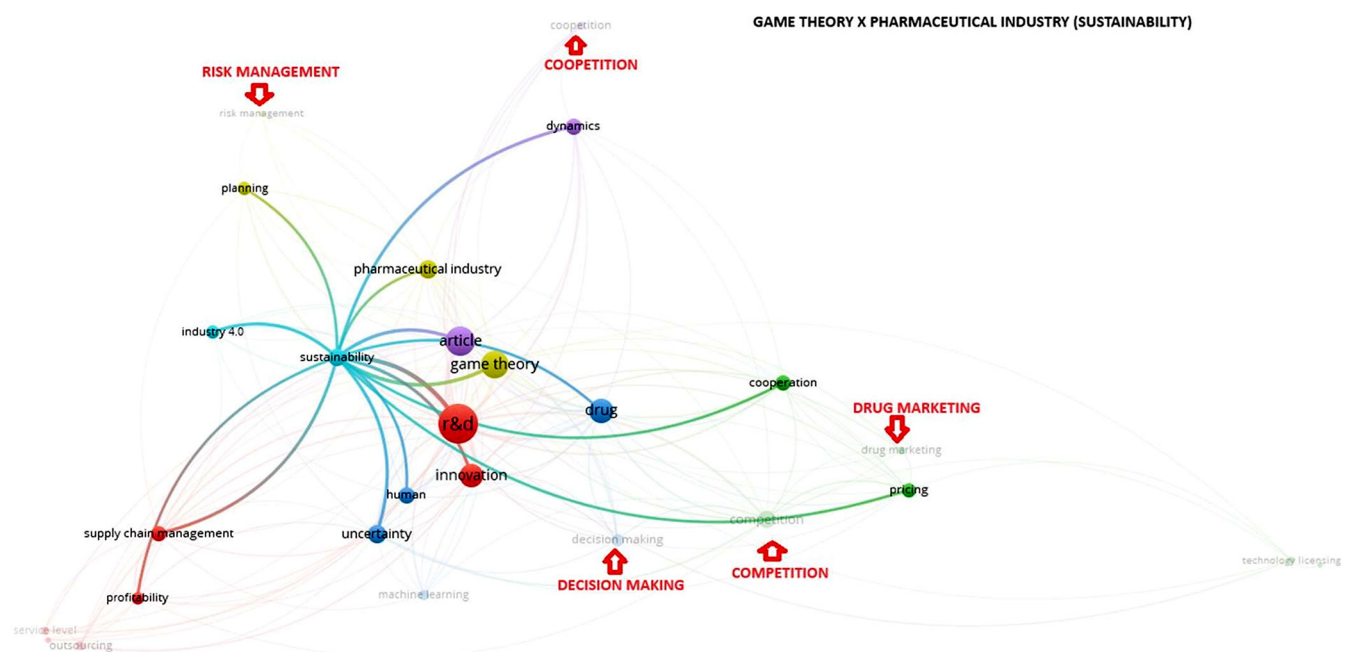 GAME THEORY X PHARMACEUTICAL INDUSTRY (SUSTAINABILITY)
coopetition
COOPETITION
RISK MANAGEMENT
risk management
dynamics
planning
pharmaceutical industry
industry 4.0
article
sustainability
game theory
cooperation
drug
DRUG MARKETING
r&d
drug marketing
innovation
pricing
human
competition
supply chain management
uncertainty
decision making
technology licensing
COMPETITION
DECISION MAKING
machine learning
profitability
service level
outsourcing